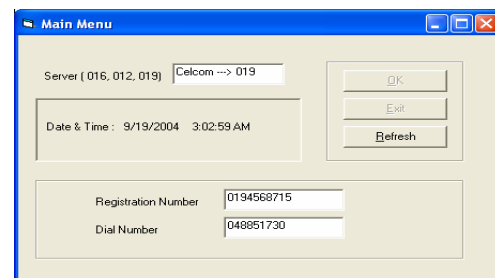 Main Menu
Server ( 016, 012, 019) Celcom ---> 019
OK
Exit
Date & Time : 9/19/2004 3:02:59 AM
Refresh
Registration Number 0194568715
Dial Number 048851730